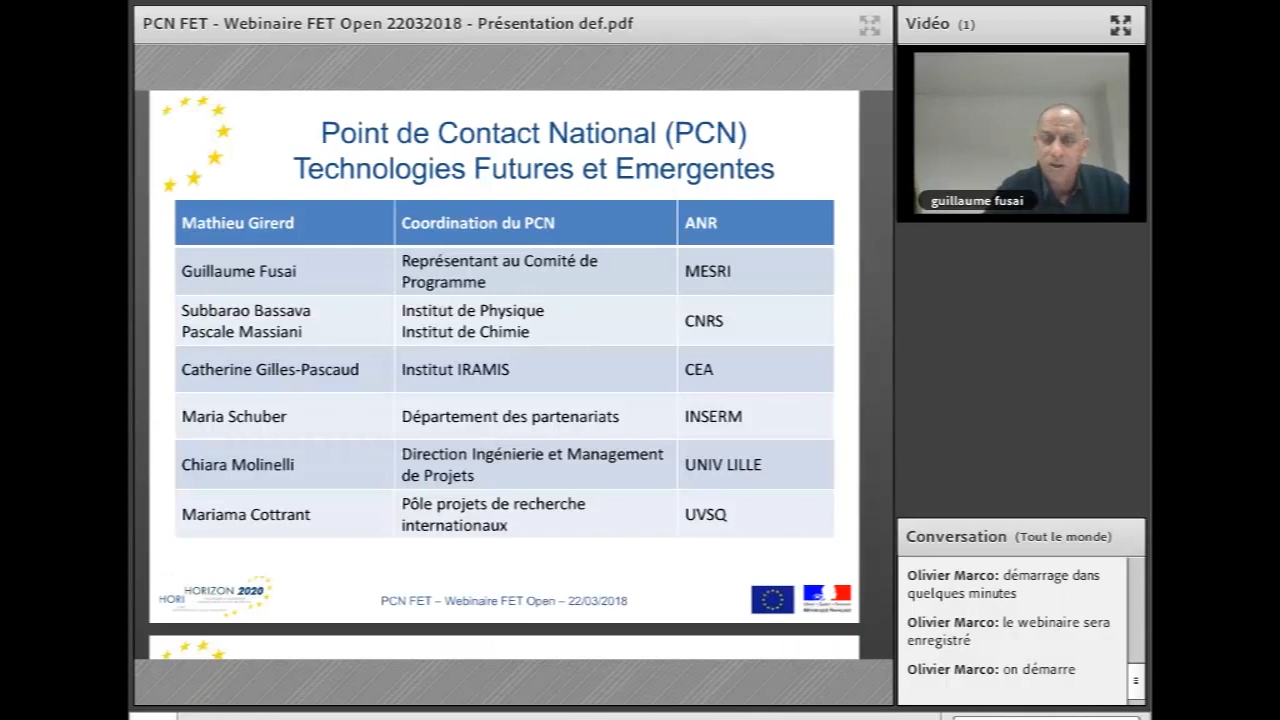 PCN FET - Webinaire FET Open 22032018 - Présentation def.pdf
Vidéo (1)
guillaume fusai
Point de Contact National (PCN)
Technologies Futures et Emergentes
Mathieu Girerd Coordination du PCN ANR
Guillaume Fusai Représentant au Comité de Programme MESRI
Subbarao Bassava Institut de Physique
Pascale Massiani Institut de Chimie CNRS
Catherine Gilles-Pascaud Institut IRAMIS CEA
Maria Schuber Département des partenariats INSERM
Chiara Molinelli Direction Ingénierie et Management de Projets UNIV LILLE
Mariama Cottrant Pôle projets de recherche internationaux UVSQ
HORIZON 2020
HORI
PCN FET – Webinaire FET Open – 22/03/2018
Conversation (Tout le monde)
Olivier Marco: démarrage dans
quelques minutes
Olivier Marco: le webinaire sera
enregistré
Olivier Marco: on démarre